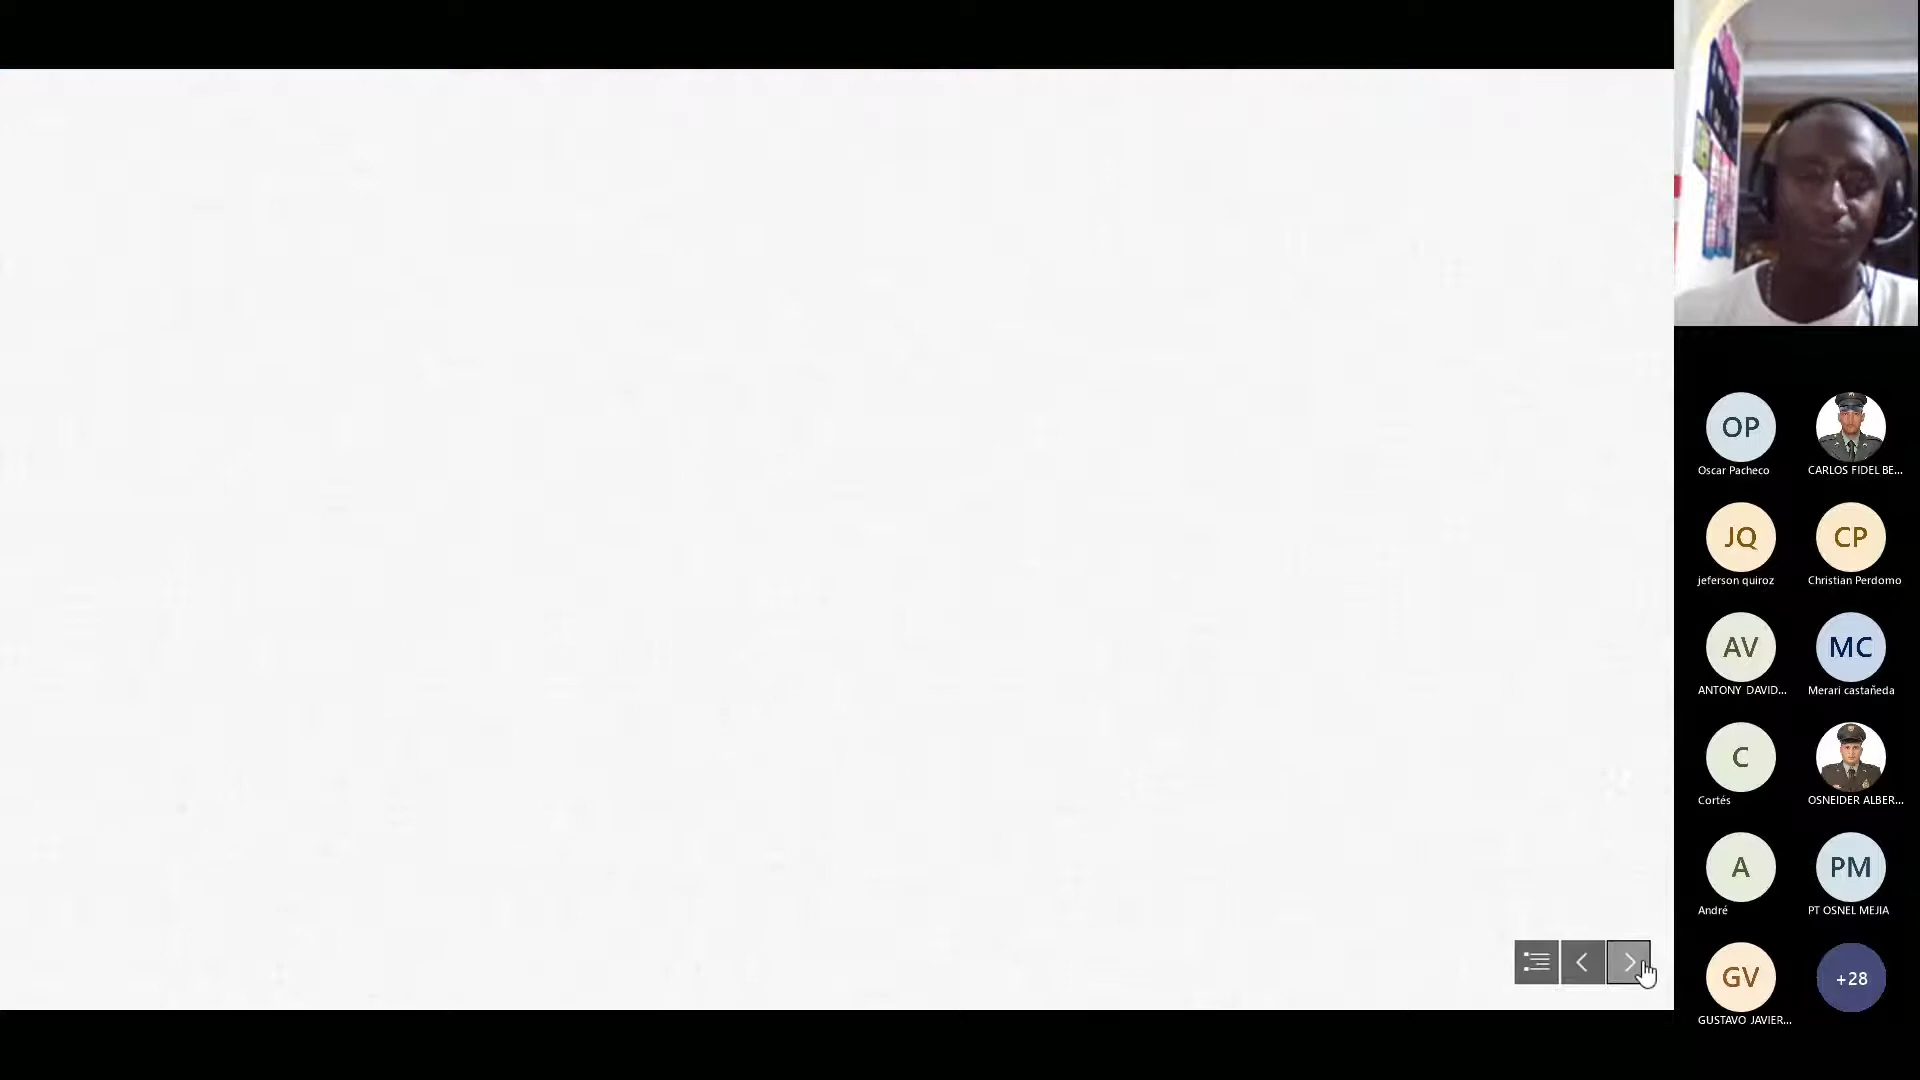 OP
Oscar Pacheco
CARLOS FIDEL BE...
JQ
CP
jeferson quiroz
Christian Perdomo
AV
MC
ANTONY DAVID...
Merari castañeda
C
Cortés
OSNEIDER ALBER...
A
PM
André
PT OSNEL MEJIA
GV
+28
GUSTAVO JAVIER...